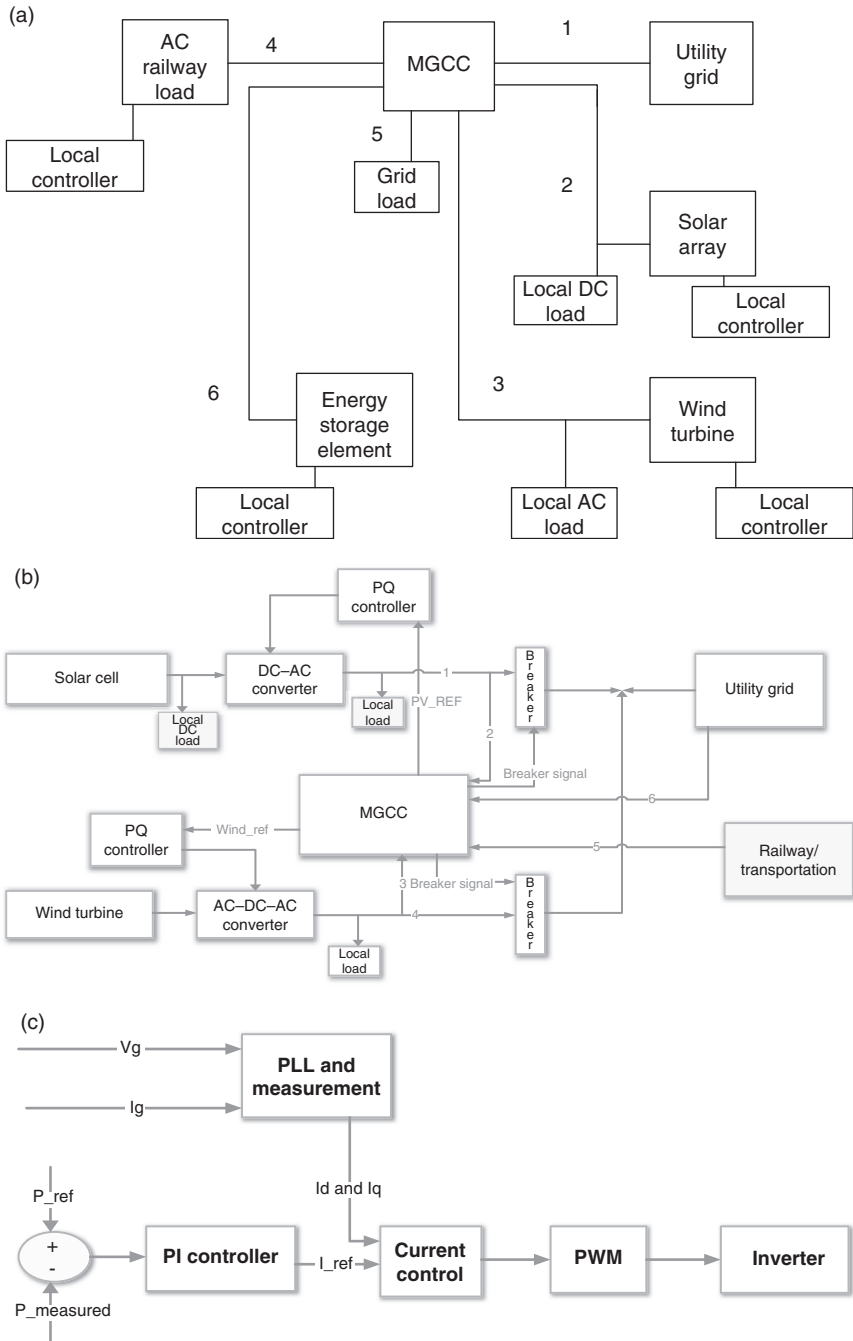 (a)
AC
railway
load
4
MGCC
1
Utility
grid
Local
controller
5
Grid
load
2
Solar
array
Local DC
load
Local
controller
6
Energy
storage
element
3
Wind
turbine
Local
controller
Local AC
load
Local
controller
(b)
PQ
controller
Solar cell
DC–AC
converter
1
Breaker
Utility grid
Local
DC
load
Local
load
PV_REF
2
Breaker signal
MGCC
6
PQ
controller
Wind_ref
5
Railway/
transportation
3 Breaker signal
Wind turbine
AC–DC–AC
converter
4
Breaker
Local
load
(c)
Vg
PLL and
measurement
Ig
Id and Iq
P_ref
+
-
PI controller
I_ref
Current
control
PWM
Inverter
P_measured